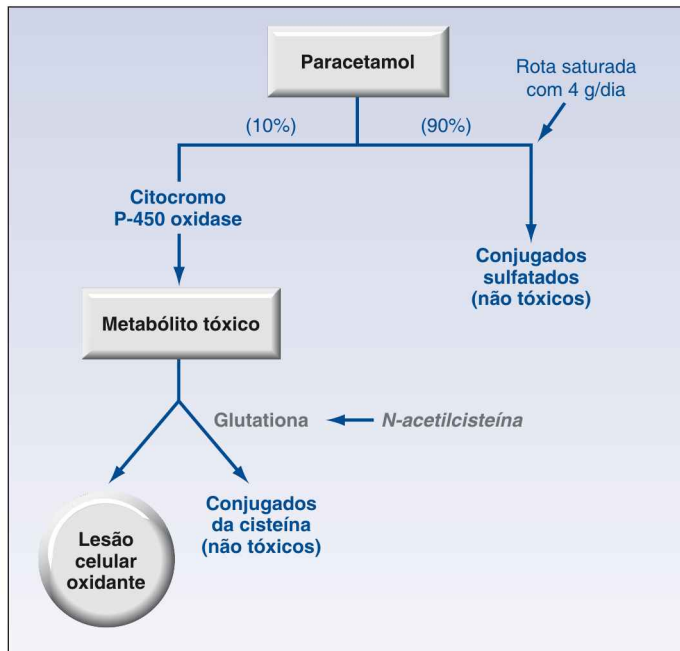 Paracetamol
Rota saturada
com 4 g/dia
(10%)
(90%)
Citocromo
P-450 oxidase
Conjugados
sulfatados
(não tóxicos)
Metabólito tóxico
Glutationa
N-acetilcisteína
Lesão
celular
oxidante
Conjugados
da cisteína
(não tóxicos)